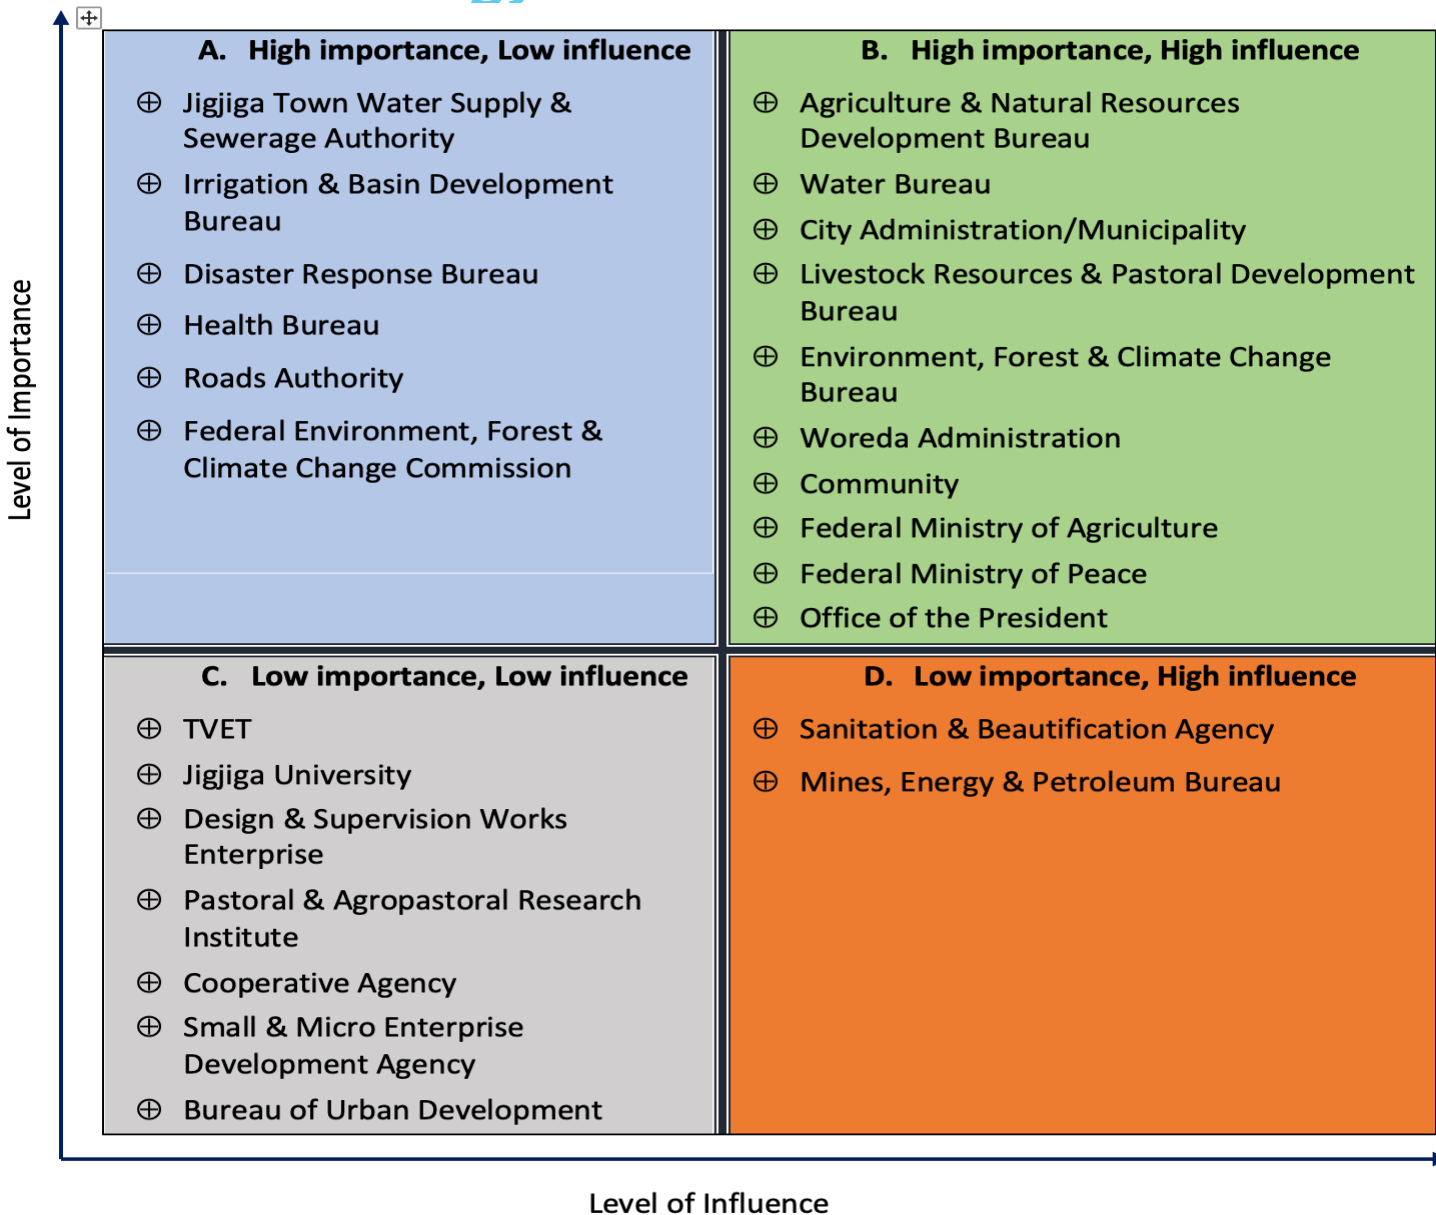 A. High importance, Low influence
⊕ Jigjiga Town Water Supply &
Sewerage Authority
⊕ Irrigation & Basin Development
Bureau
⊕ Disaster Response Bureau
⊕ Health Bureau
⊕ Roads Authority
⊕ Federal Environment, Forest &
Climate Change Commission
B. High importance, High influence
⊕ Agriculture & Natural Resources
Development Bureau
⊕ Water Bureau
⊕ City Administration/Municipality
⊕ Livestock Resources & Pastoral Development
Bureau
⊕ Environment, Forest & Climate Change
Bureau
⊕ Woreda Administration
⊕ Community
⊕ Federal Ministry of Agriculture
⊕ Federal Ministry of Peace
⊕ Office of the President
C. Low importance, Low influence
⊕ TVET
⊕ Jigjiga University
⊕ Design & Supervision Works
Enterprise
⊕ Pastoral & Agropastoral Research
Institute
⊕ Cooperative Agency
⊕ Small & Micro Enterprise
Development Agency
⊕ Bureau of Urban Development
D. Low importance, High influence
⊕ Sanitation & Beautification Agency
⊕ Mines, Energy & Petroleum Bureau
Level of Importance
Level of Influence